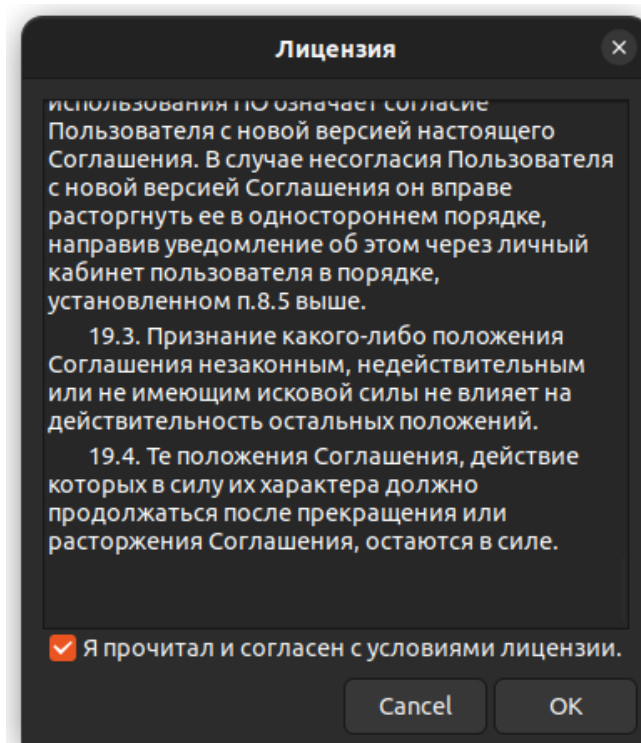 Лицензия
использования ПО означает согласие
Пользователя с новой версией настоящего
Соглашения. В случае несогласия Пользователя
с новой версией Соглашения он вправе
расторгнуть ее в одностороннем порядке,
направив уведомление об этом через личный
кабинет пользователя в порядке,
установленном п.8.5 выше.
19.3. Признание какого-либо положения
Соглашения незаконным, недействительным
или не имеющим исковой силы не влияет на
действительность остальных положений.
19.4. Те положения Соглашения, действие
которых в силу их характера должно
продолжаться после прекращения или
расторжения Соглашения, остаются в силе.
Я прочитал и согласен с условиями лицензии.
Cancel OK